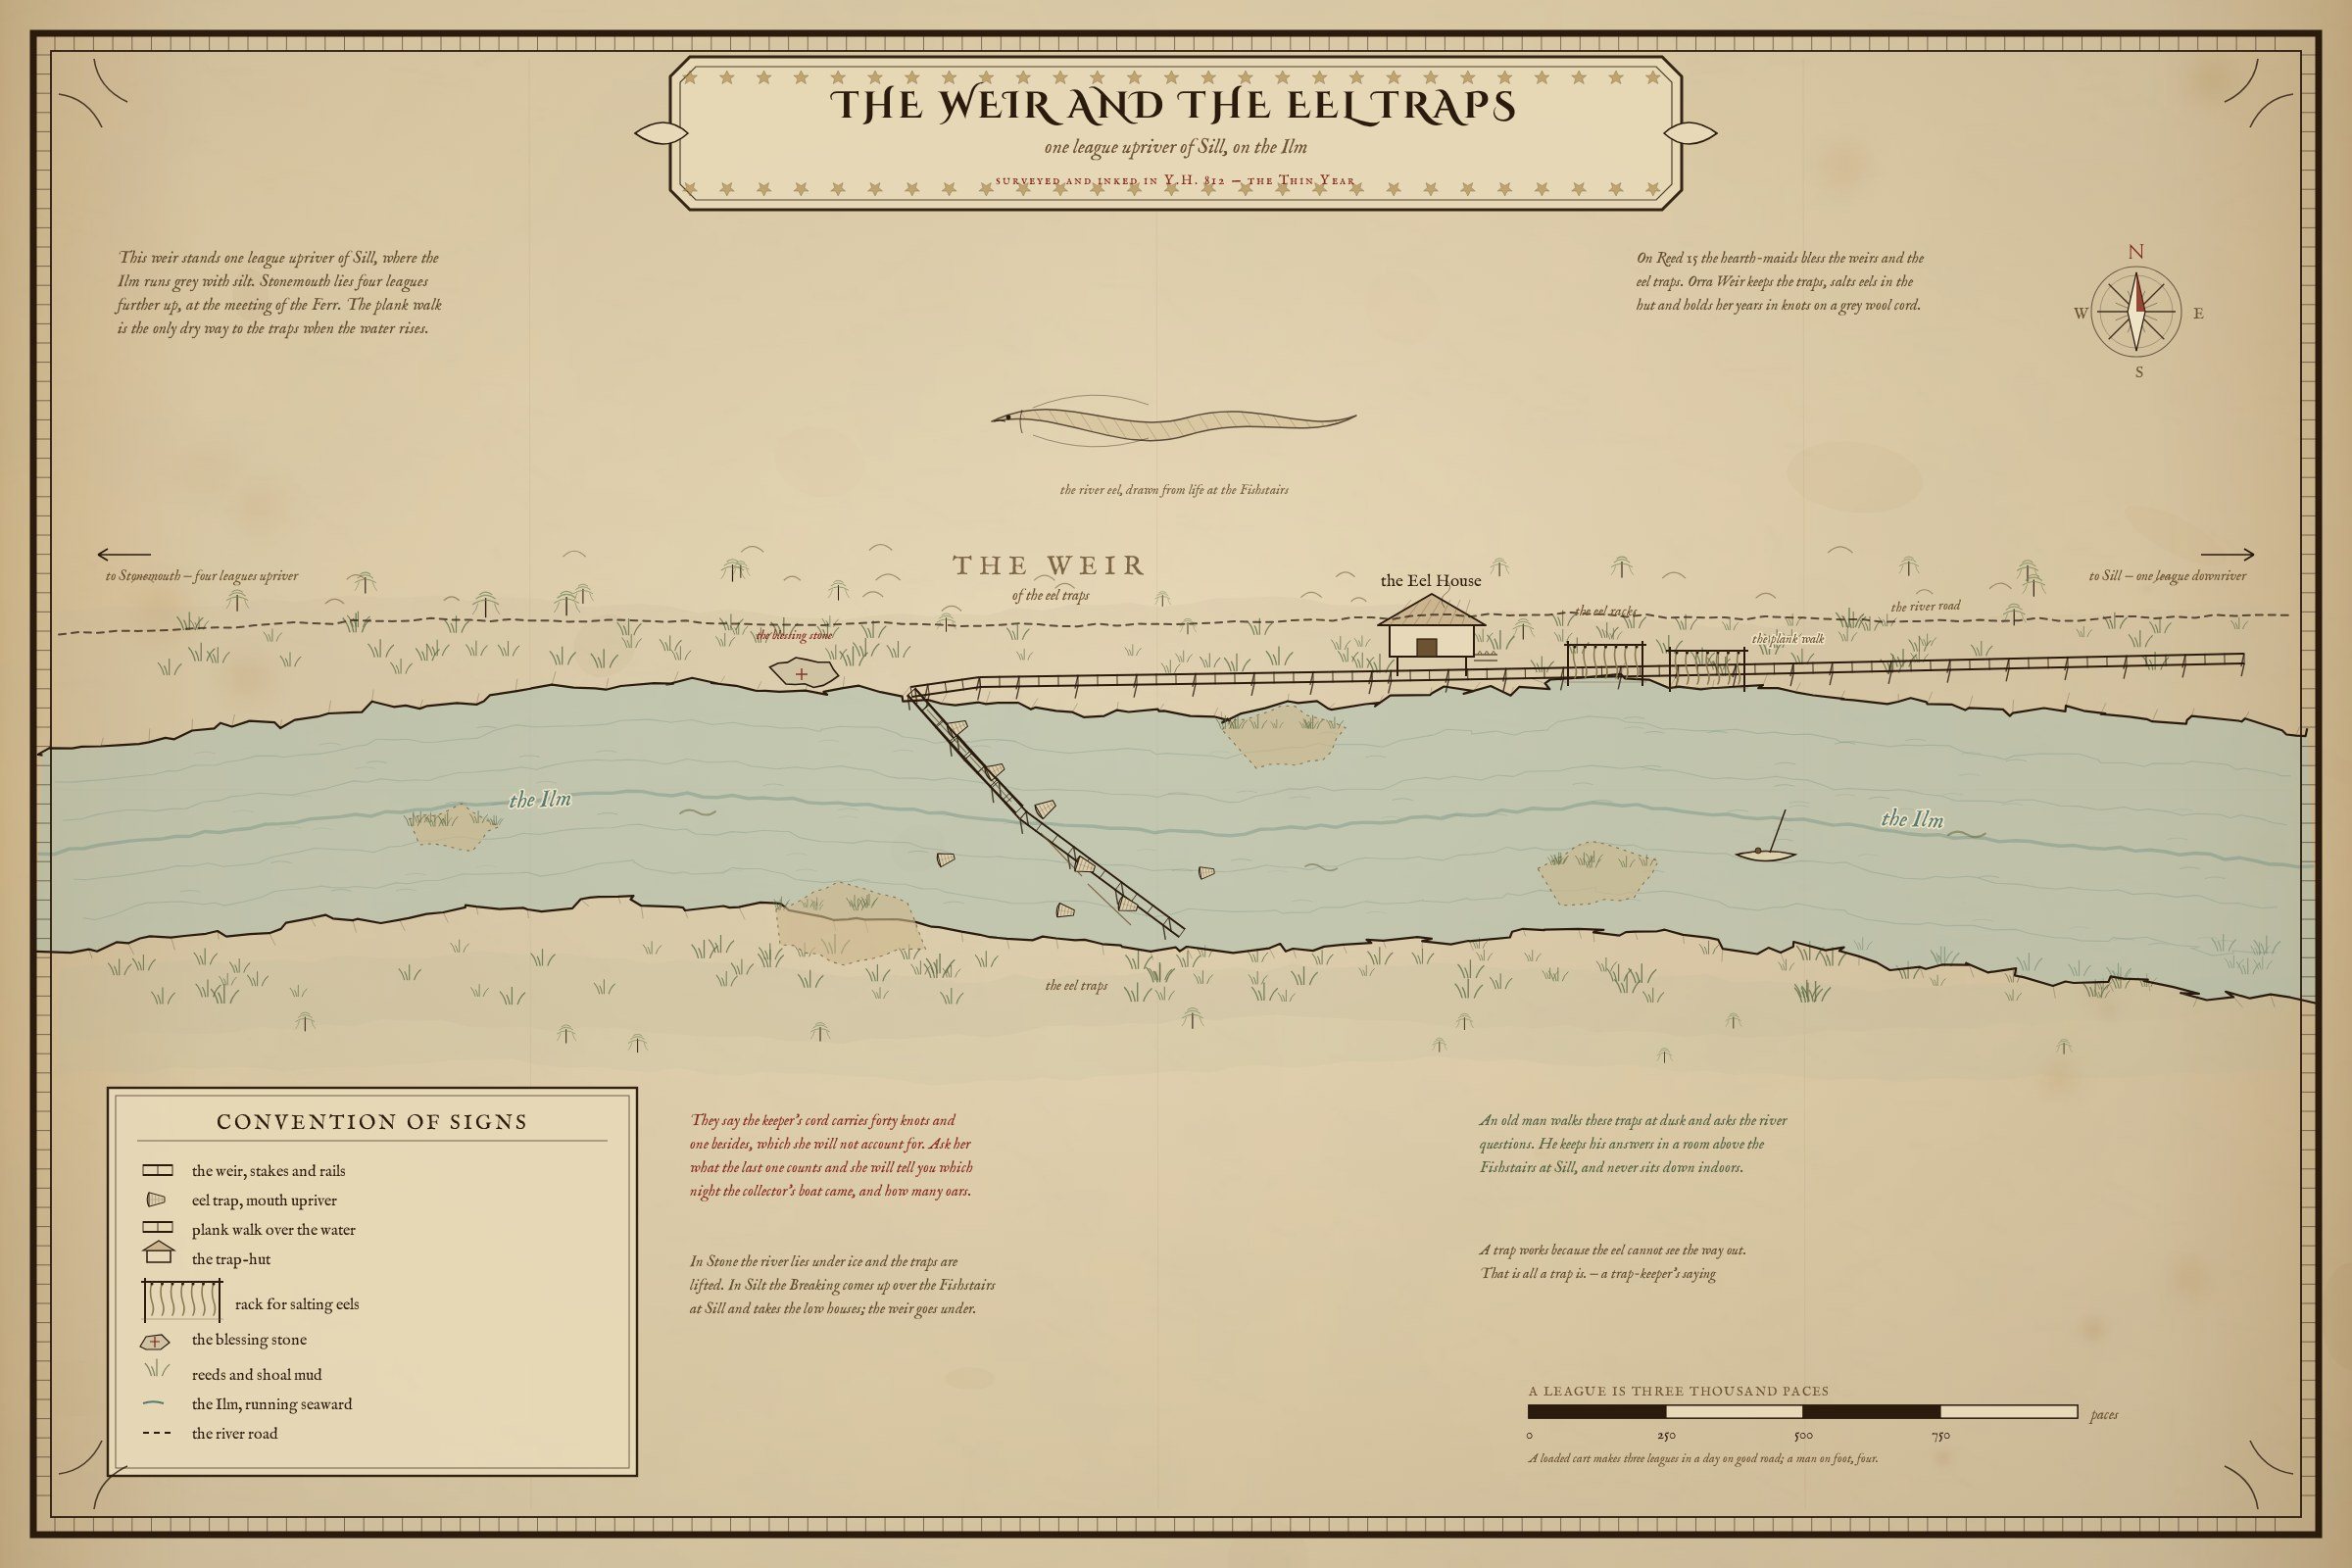 THE WEIR AND THE EEL TRAPS
one league upriver of Sill, on the Ilm
surveyed and inked in Y.H. 812 – the Thin Year
This weir stands one league upriver of Sill, where the
Ilm runs grey with silt. Stonemouth lies four leagues
further up, at the meeting of the Ferr. The plank walk
is the only dry way to the traps when the water rises.
On Reed 15 the hearth-maids bless the weirs and the
eel traps. Orra Weir keeps the traps, salts eels in the
hut and holds her years in knots on a grey wool cord.
N
W
E
S
the river eel, drawn from life at the Fishstairs
to Stonemouth – four leagues upriver
THE WEIR
of the eel traps
the Eel House
to Sill – one league downriver
the eel racks
the river road
the blessing stone
the plank walk
the Ilm
the Ilm
the eel traps
CONVENTION OF SIGNS
the weir, stakes and rails
eel trap, mouth upriver
plank walk over the water
the trap-hut
rack for salting eels
the blessing stone
reeds and shoal mud
the Ilm, running seaward
the river road
They say the keeper's cord carries forty knots and
one besides, which she will not account for. Ask her
what the last one counts and she will tell you which
night the collector's boat came, and how many oars.
In Stone the river lies under ice and the traps are
lifted. In Silt the Breaking comes up over the Fishstairs
at Sill and takes the low houses; the weir goes under.
An old man walks these traps at dusk and asks the river
questions. He keeps his answers in a room above the
Fishstairs at Sill, and never sits down indoors.
A trap works because the eel cannot see the way out.
That is all a trap is. – a trap-keeper's saying
A LEAGUE IS THREE THOUSAND PACES
paces
0 250 500 750
A loaded cart makes three leagues in a day on good road; a man on foot, four.